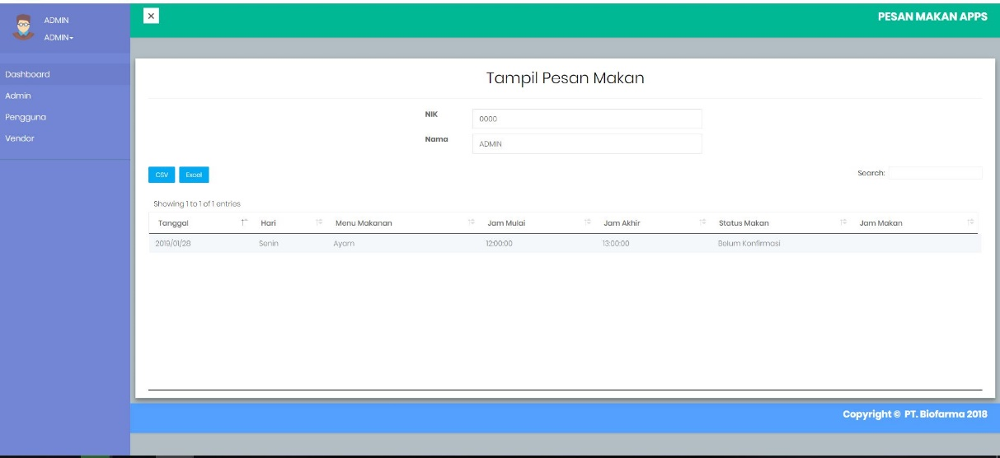 ADMIN
ADMIN
Dashboard
Admin
Pengguna
Vendor
×
PESAN MAKAN APPS
Tampil Pesan Makan
NIK 0000
Nama ADMIN
CSV Excel Search:
Showing 1 to 1 of 1 entries
Tanggal Hari Menu Makanan Jam Mulai Jam Akhir Status Makan Jam Makan
2019/01/28 Senin Ayam 12:00:00 13:00:00 Belum Konfirmasi
Copyright © PT. Biofarma 2018